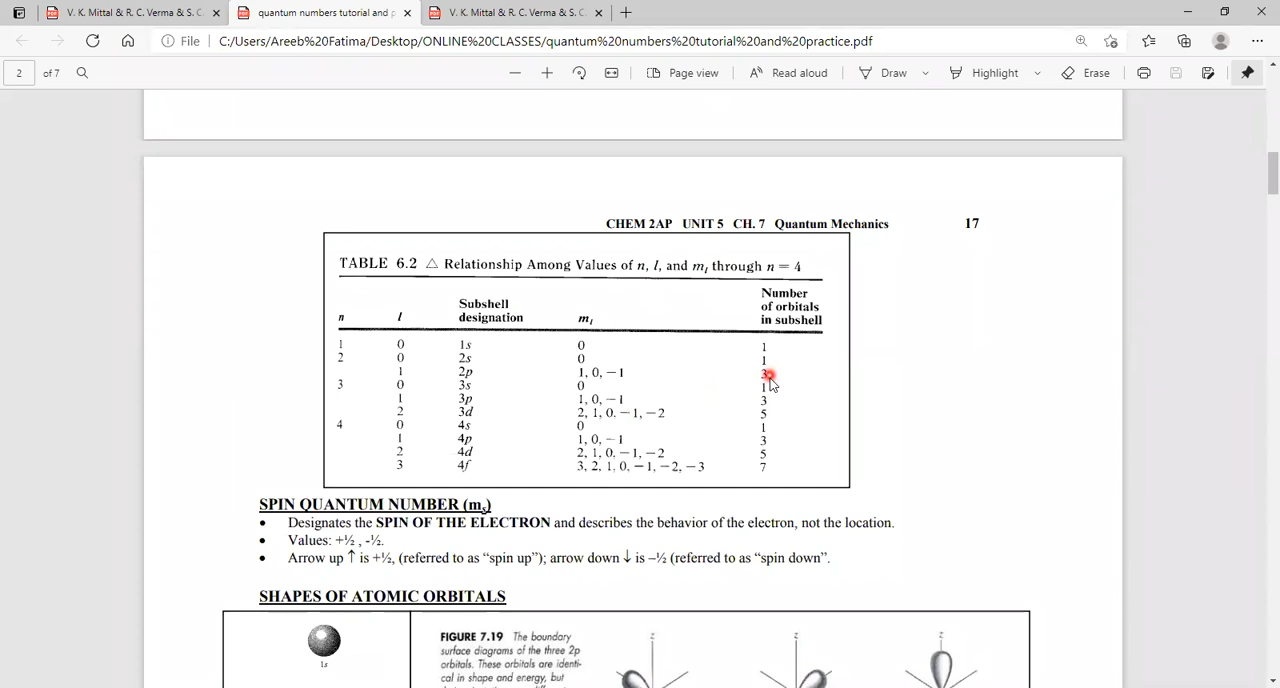 V. K. Mittal & R. C. Verma & S. C.
quantum numbers tutorial and p
V. K. Mittal & R. C. Verma & S. C.
File
C:/Users/Areeb%20Fatima/Desktop/ONLINE%20CLASSES/quantum%20numbers%20tutorial%20and%20practice.pdf
2 of 7
Page view
Read aloud
Draw
Highlight
Erase
CHEM 2AP UNIT 5 CH. 7 Quantum Mechanics 17
TABLE 6.2 △ Relationship Among Values of n, l, and mₗ through n = 4
n l Subshell designation mₗ Number of orbitals in subshell
1 0 1s 0 1
2 0 2s 0 1
1 2p 1, 0, −1 3
3 0 3s 0 1
1 3p 1, 0, −1 3
2 3d 2, 1, 0, −1, −2 5
4 0 4s 0 1
1 4p 1, 0, −1 3
2 4d 2, 1, 0, −1, −2 5
3 4f 3, 2, 1, 0, −1, −2, −3 7
SPIN QUANTUM NUMBER (mₛ)
• Designates the SPIN OF THE ELECTRON and describes the behavior of the electron, not the location.
• Values: +½ , -½.
• Arrow up ↑ is +½, (referred to as “spin up”); arrow down ↓ is –½ (referred to as “spin down”.
SHAPES OF ATOMIC ORBITALS
1s
FIGURE 7.19 The boundary
surface diagrams of the three 2p
orbitals. These orbitals are identi-
cal in shape and energy, but
z
z
z